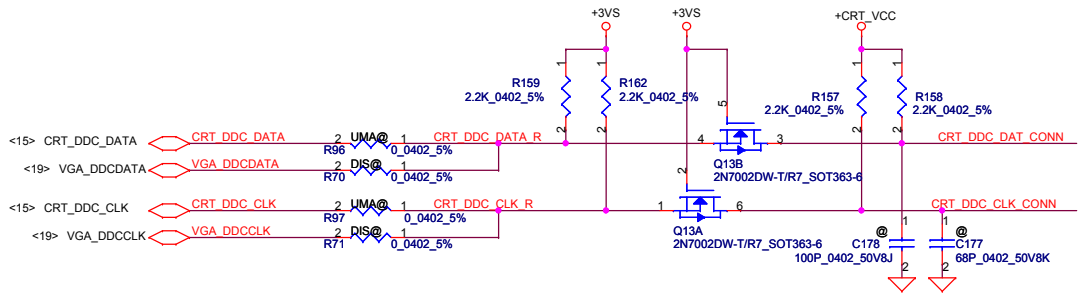 +3VS
+3VS
+CRT_VCC
1
1
1
1
R159
2.2K_0402_5%
R162
2.2K_0402_5%
R157
2.2K_0402_5%
R158
2.2K_0402_5%
2
2
2
2
5
<15> CRT_DDC_DATA
CRT_DDC_DATA
2
UMA@
1
CRT_DDC_DATA_R
4
3
CRT_DDC_DAT_CONN
R96
0_0402_5%
<19> VGA_DDCDATA
VGA_DDCDATA
2
DIS@
1
R70
0_0402_5%
Q13B
2N7002DW-T/R7_SOT363-6
2
<15> CRT_DDC_CLK
CRT_DDC_CLK
2
UMA@
1
CRT_DDC_CLK_R
1
6
CRT_DDC_CLK_CONN
R97
0_0402_5%
<19> VGA_DDCCLK
VGA_DDCCLK
2
DIS@
1
R71
0_0402_5%
Q13A
2N7002DW-T/R7_SOT363-6
1
1
@
@
C178
100P_0402_50V8J
C177
68P_0402_50V8K
2
2